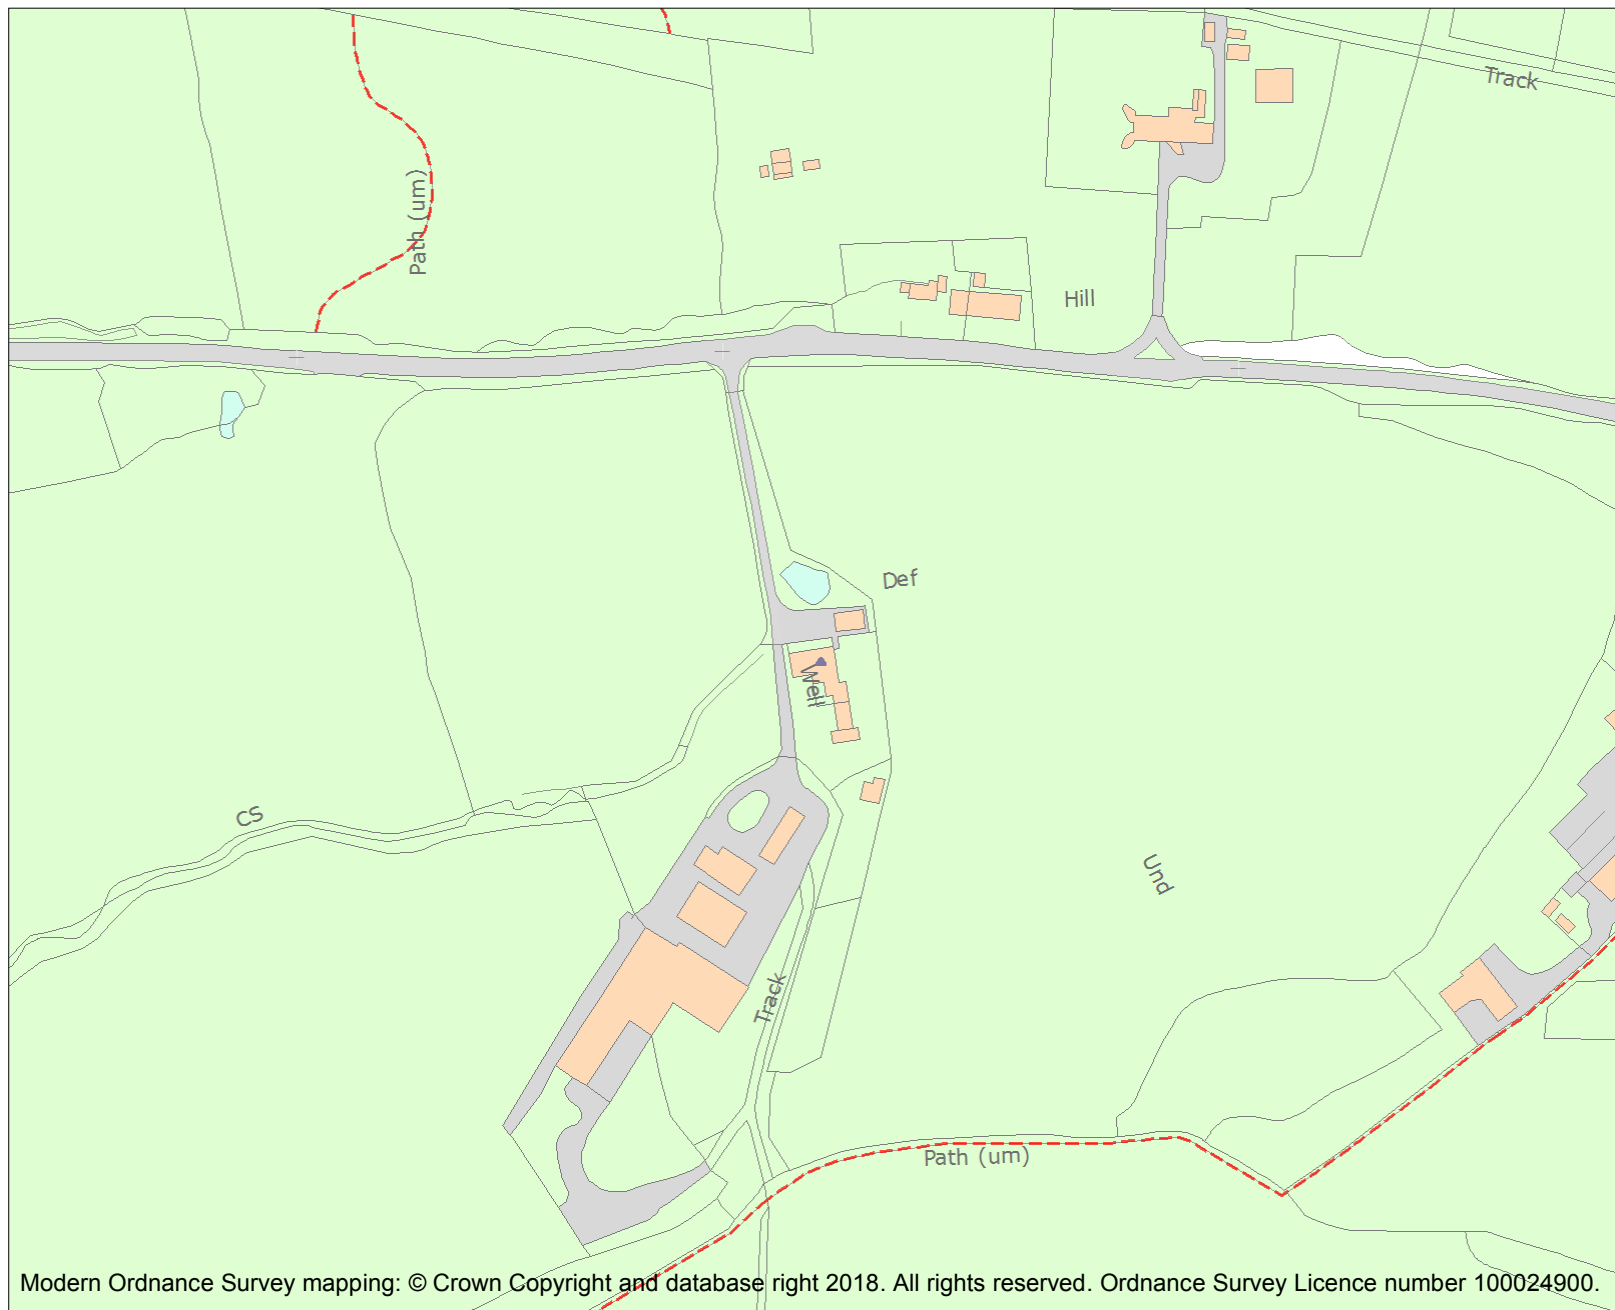 Track
Path (um)
Hill
Def
Well
CS
Und
Track
Path (um)
Modern Ordnance Survey mapping: © Crown Copyright and database right 2018. All rights reserved. Ordnance Survey Licence number 100024900.